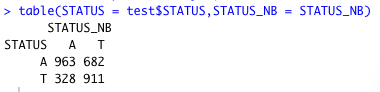 > table(STATUS = test$STATUS,STATUS_NB = STATUS_NB)
STATUS_NB
STATUS A T
A 963 682
T 328 911